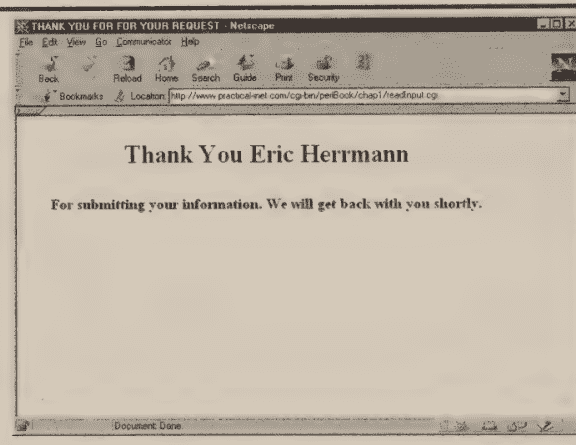 THANK YOU FOR FOR YOUR REQUEST - Netscape
File Edit View Go Communicator Help
Back Reload Home Search Guide Print Security
Bookmarks Location: http://www.practical-inet.com/cgi-bin/perlBook/chap1/readInput.cgi
Thank You Eric Herrmann
For submitting your information. We will get back with you shortly.
Document: Done